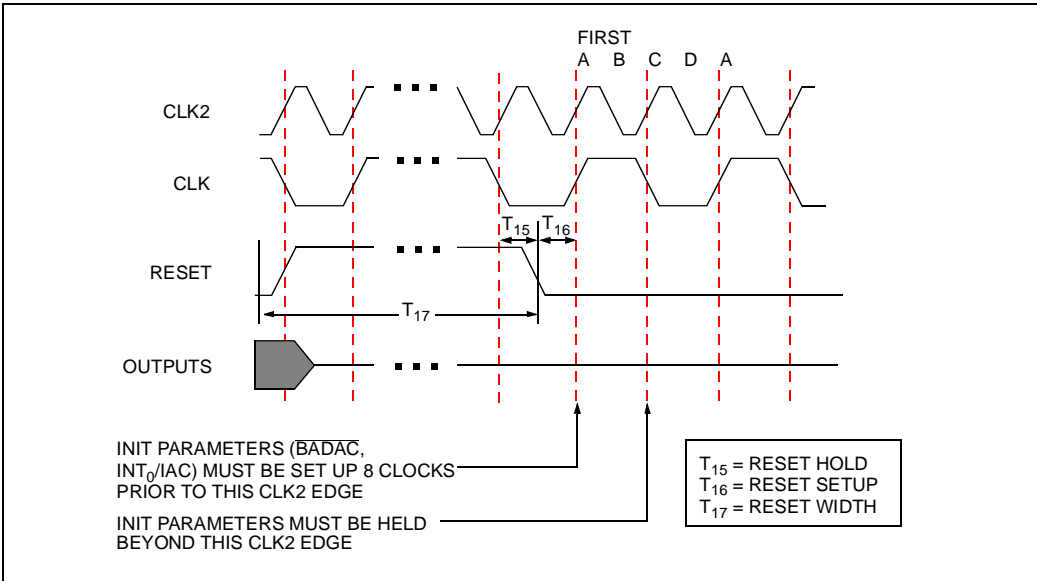 FIRST
A B C D A
CLK2
CLK
T15 T16
RESET
T17
OUTPUTS
INIT PARAMETERS (BADAC,
INT0/IAC) MUST BE SET UP 8 CLOCKS
PRIOR TO THIS CLK2 EDGE
INIT PARAMETERS MUST BE HELD
BEYOND THIS CLK2 EDGE
T15 = RESET HOLD
T16 = RESET SETUP
T17 = RESET WIDTH